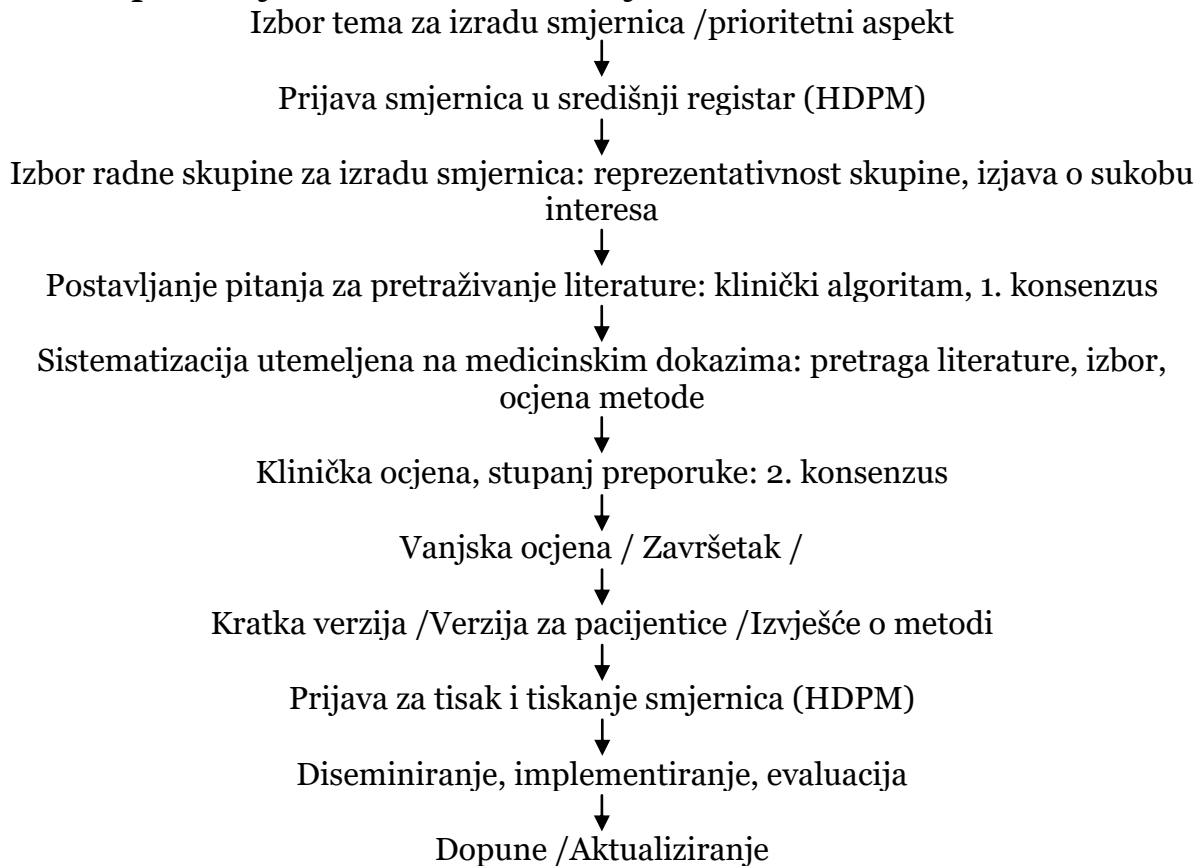 Izbor tema za izradu smjernica /prioritetni aspekt
Prijava smjernica u središnji registar (HDPM)
Izbor radne skupine za izradu smjernica: reprezentativnost skupine, izjava o sukobu
interesa
Postavljanje pitanja za pretraživanje literature: klinički algoritam, 1. konsenzus
Sistematizacija utemeljena na medicinskim dokazima: pretraga literature, izbor,
ocjena metode
Klinička ocjena, stupanj preporuke: 2. konsenzus
Vanjska ocjena / Završetak /
Kratka verzija /Verzija za pacijentice /Izvješće o metodi
Prijava za tisak i tiskanje smjernica (HDPM)
Diseminiranje, implementiranje, evaluacija
Dopune /Aktualiziranje